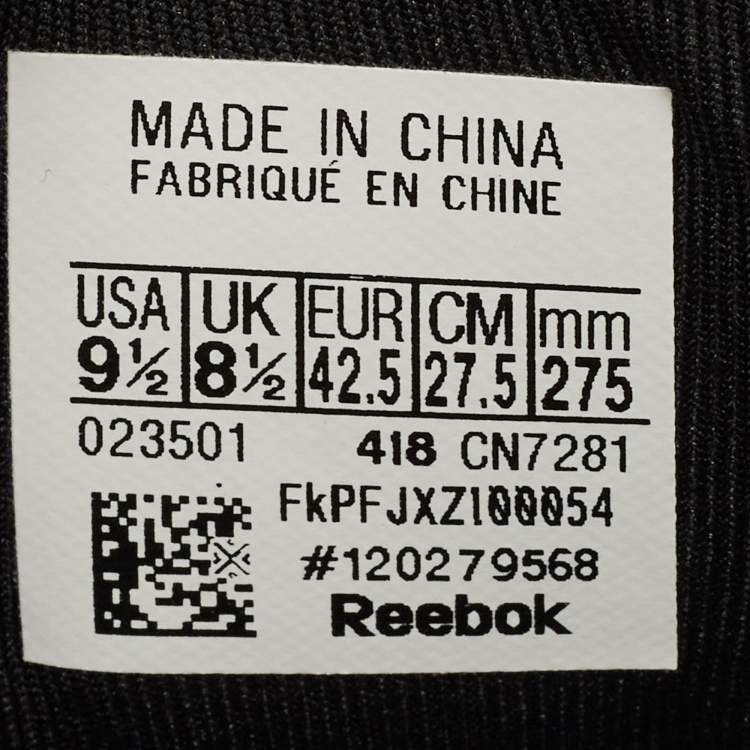 MADE IN CHINA
FABRIQUÉ EN CHINE
USA UK EUR CM mm
9½ 8½ 42.5 27.5 275
023501 418 CN7281
FkPFJXZ100054
#120279568
Reebok